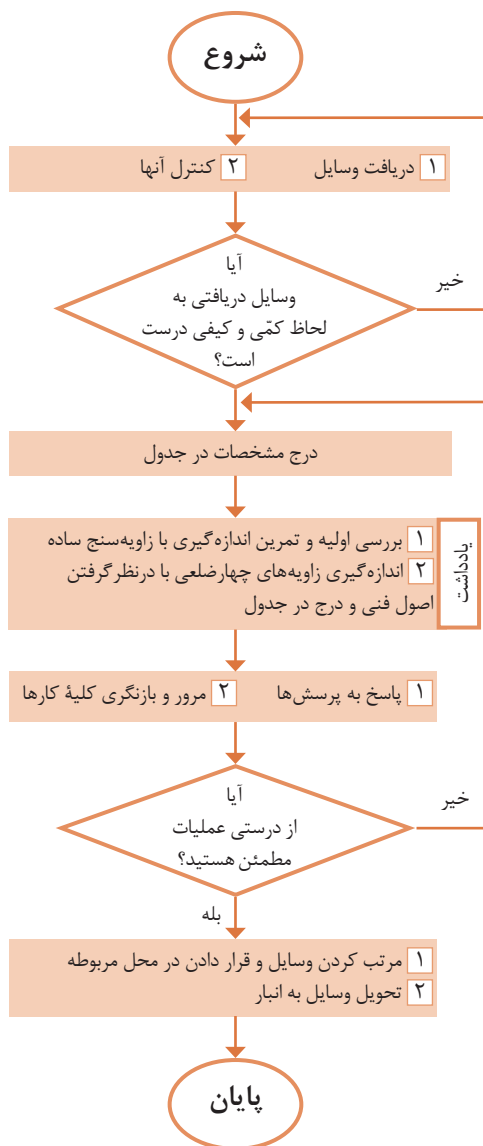 شروع
۱ دریافت وسایل ۲ کنترل آنها
آیا
وسایل دریافتی به
لحاظ کمّی و کیفی درست
است؟
خیر
درج مشخصات در جدول
۱ بررسی اولیه و تمرین اندازه‌گیری با زاویه‌سنج ساده
۲ اندازه‌گیری زاویه‌های چهارضلعی با درنظرگرفتن
اصول فنی و درج در جدول
یادداشت
۱ پاسخ به پرسش‌ها ۲ مرور و بازنگری کلیهٔ کارها
آیا
از درستی عملیات
مطمئن هستید؟
خیر
بله
۱ مرتب کردن وسایل و قرار دادن در محل مربوطه
۲ تحویل وسایل به انبار
پایان